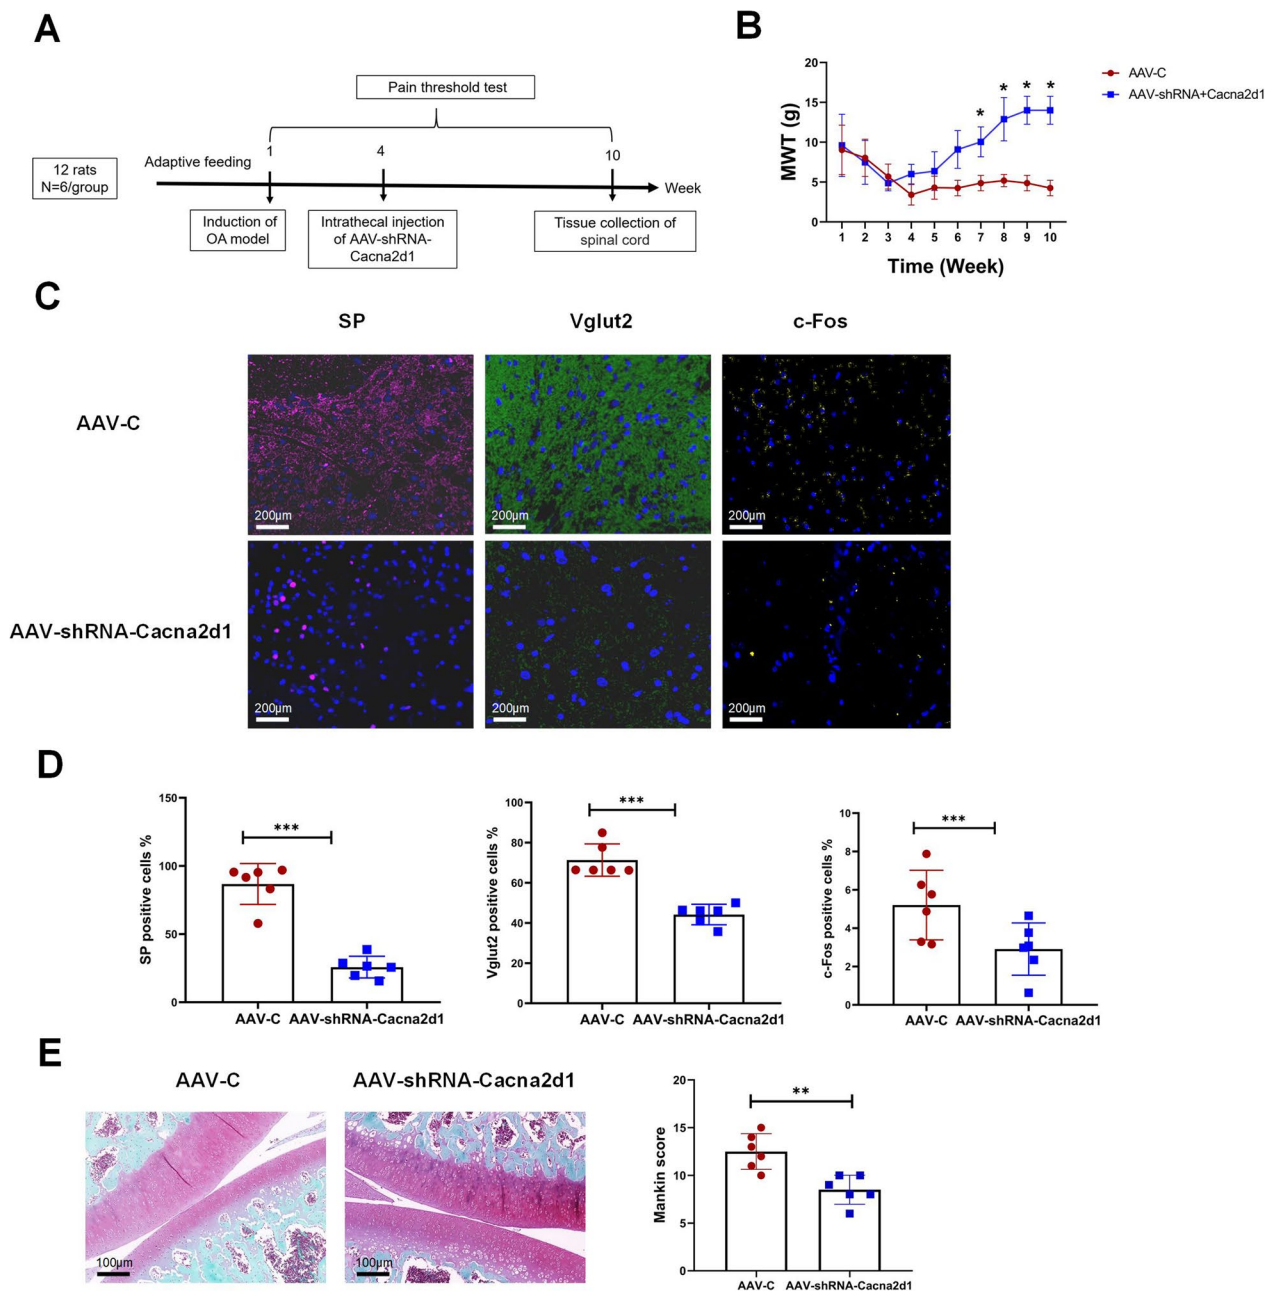 A
Pain threshold test
12 rats
N=6/group
Adaptive feeding
1
4
10
Week
Induction of
OA model
Intrathecal injection
of AAV-shRNA-
Cacna2d1
Tissue collection of
spinal cord
B
20
15
10
5
0
MWT (g)
* * * *
1 2 3 4 5 6 7 8 9 10
Time (Week)
AAV-C
AAV-shRNA+Cacna2d1
C
SP Vglut2 c-Fos
AAV-C
200µm 200µm 200µm
AAV-shRNA-Cacna2d1
200µm 200µm 200µm
D
150
100
50
0
SP positive cells %
***
AAV-C AAV-shRNA-Cacna2d1
100
80
60
40
20
0
Vglut2 positive cells %
***
AAV-C AAV-shRNA-Cacna2d1
10
8
6
4
2
0
c-Fos positive cells %
***
AAV-C AAV-shRNA-Cacna2d1
E
AAV-C AAV-shRNA-Cacna2d1
100µm 100µm
20
15
10
5
0
Mankin score
**
AAV-C AAV-shRNA-Cacna2d1